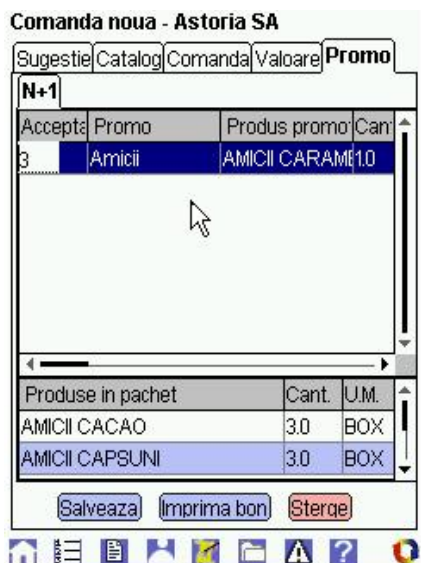 Comanda noua - Astoria SA
Sugestie Catalog Comanda Valoare Promo
N+1
Accepta Promo Produs promo Can
3 Amicii AMICII CARAM 1.0
Produse in pachet Cant. U.M.
AMICII CACAO 3.0 BOX
AMICII CAPSUNI 3.0 BOX
Salveaza Imprima bon Sterge
?